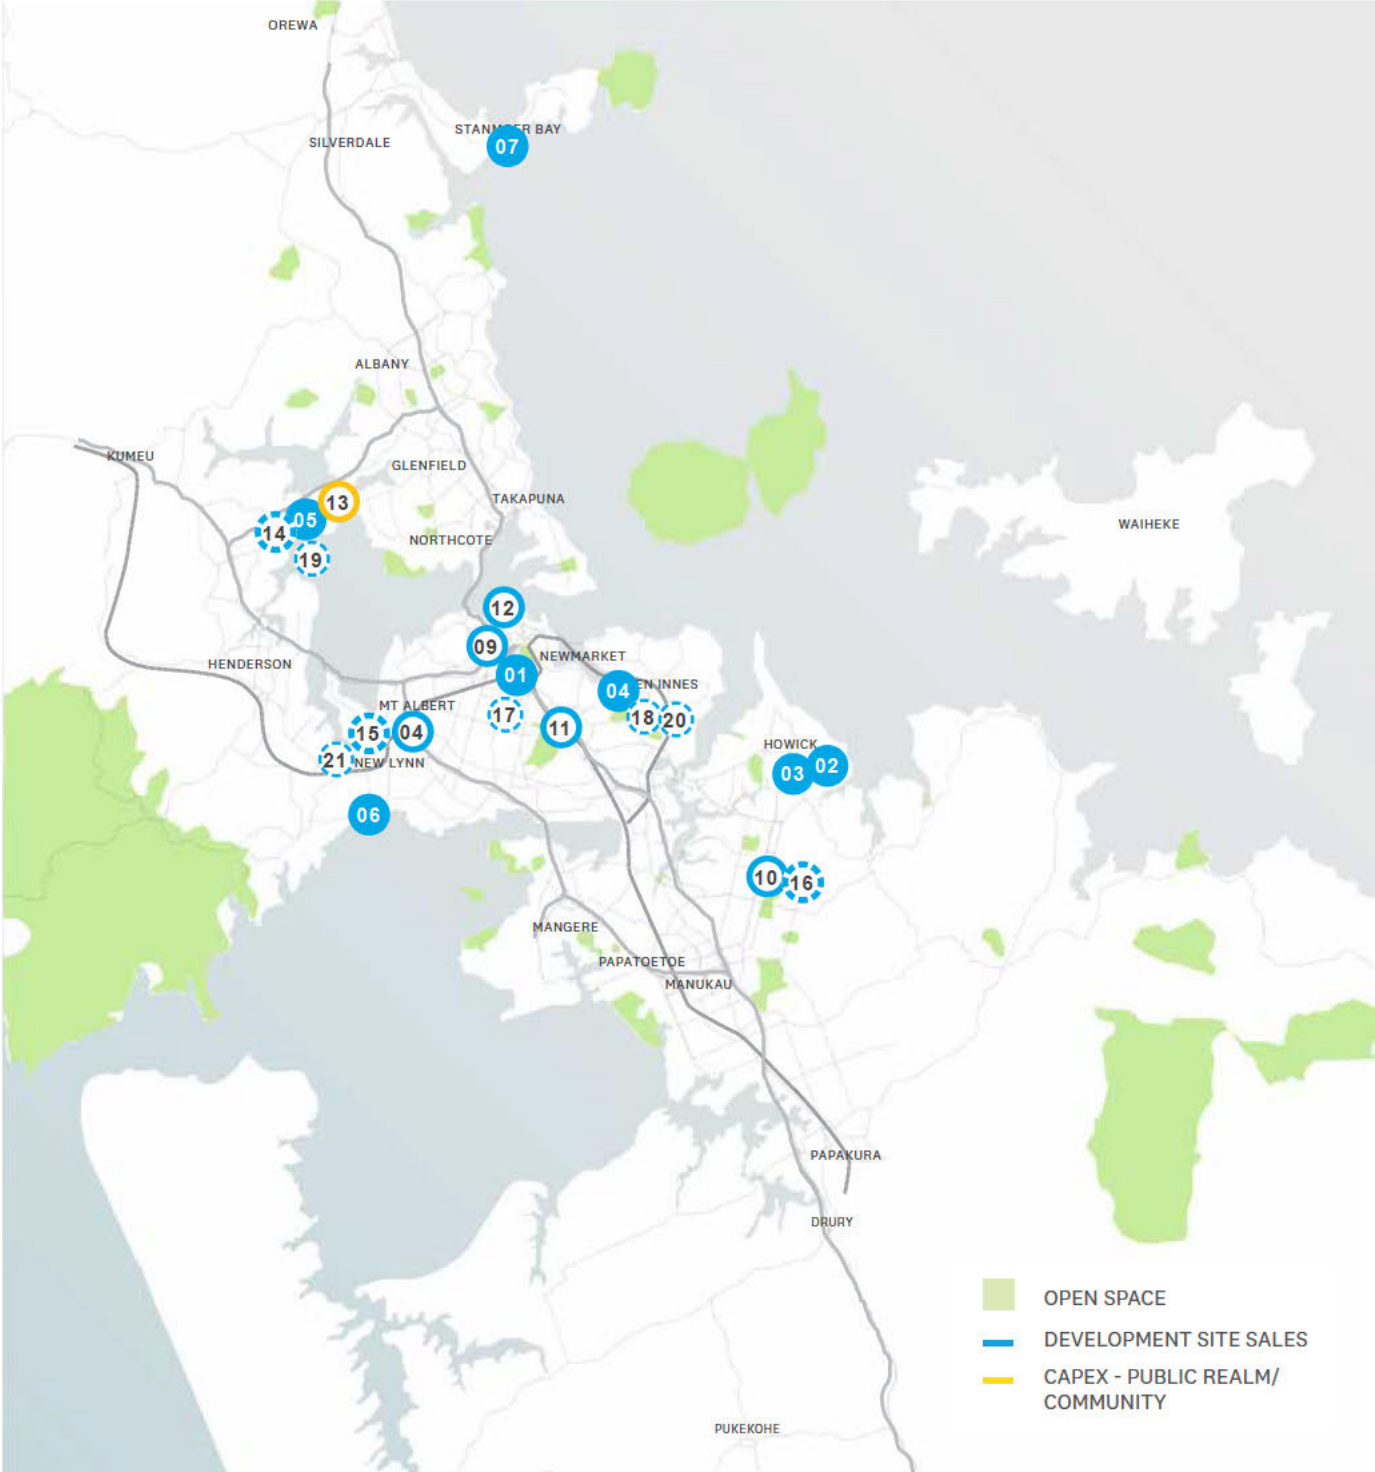 OREWA
SILVERDALE
BAY
07
ALBANY
KUMEU
GLENFIELD
TAKAPUNA
13
05
14
WAIHEKE
NORTHCOTE
19
12
09
NEWMARKET
HENDERSON
01
04
INNES
MT ALBERT
17
18
20
15
04
11
HOWICK
21
NEW LYNN
03
02
06
10
16
MANGERE
PAPATOETOE
MANUKAU
PAPAKURA
DRURY
OPEN SPACE
DEVELOPMENT SITE SALES
CAPEX - PUBLIC REALM/
COMMUNITY
PUKEKOHE